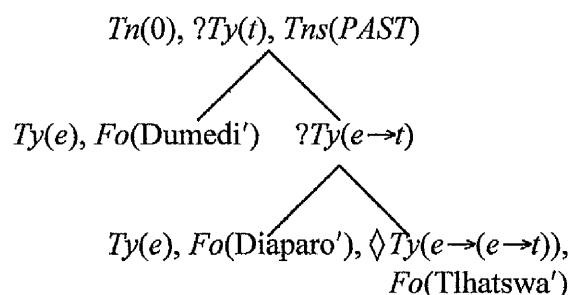 Tn(0), ?Ty(t), Tns(PAST)
Ty(e), Fo(Dumedi′) ?Ty(e→t)
Ty(e), Fo(Diaparo′), ◊Ty(e→(e→t)),
Fo(Tlhatswa′)